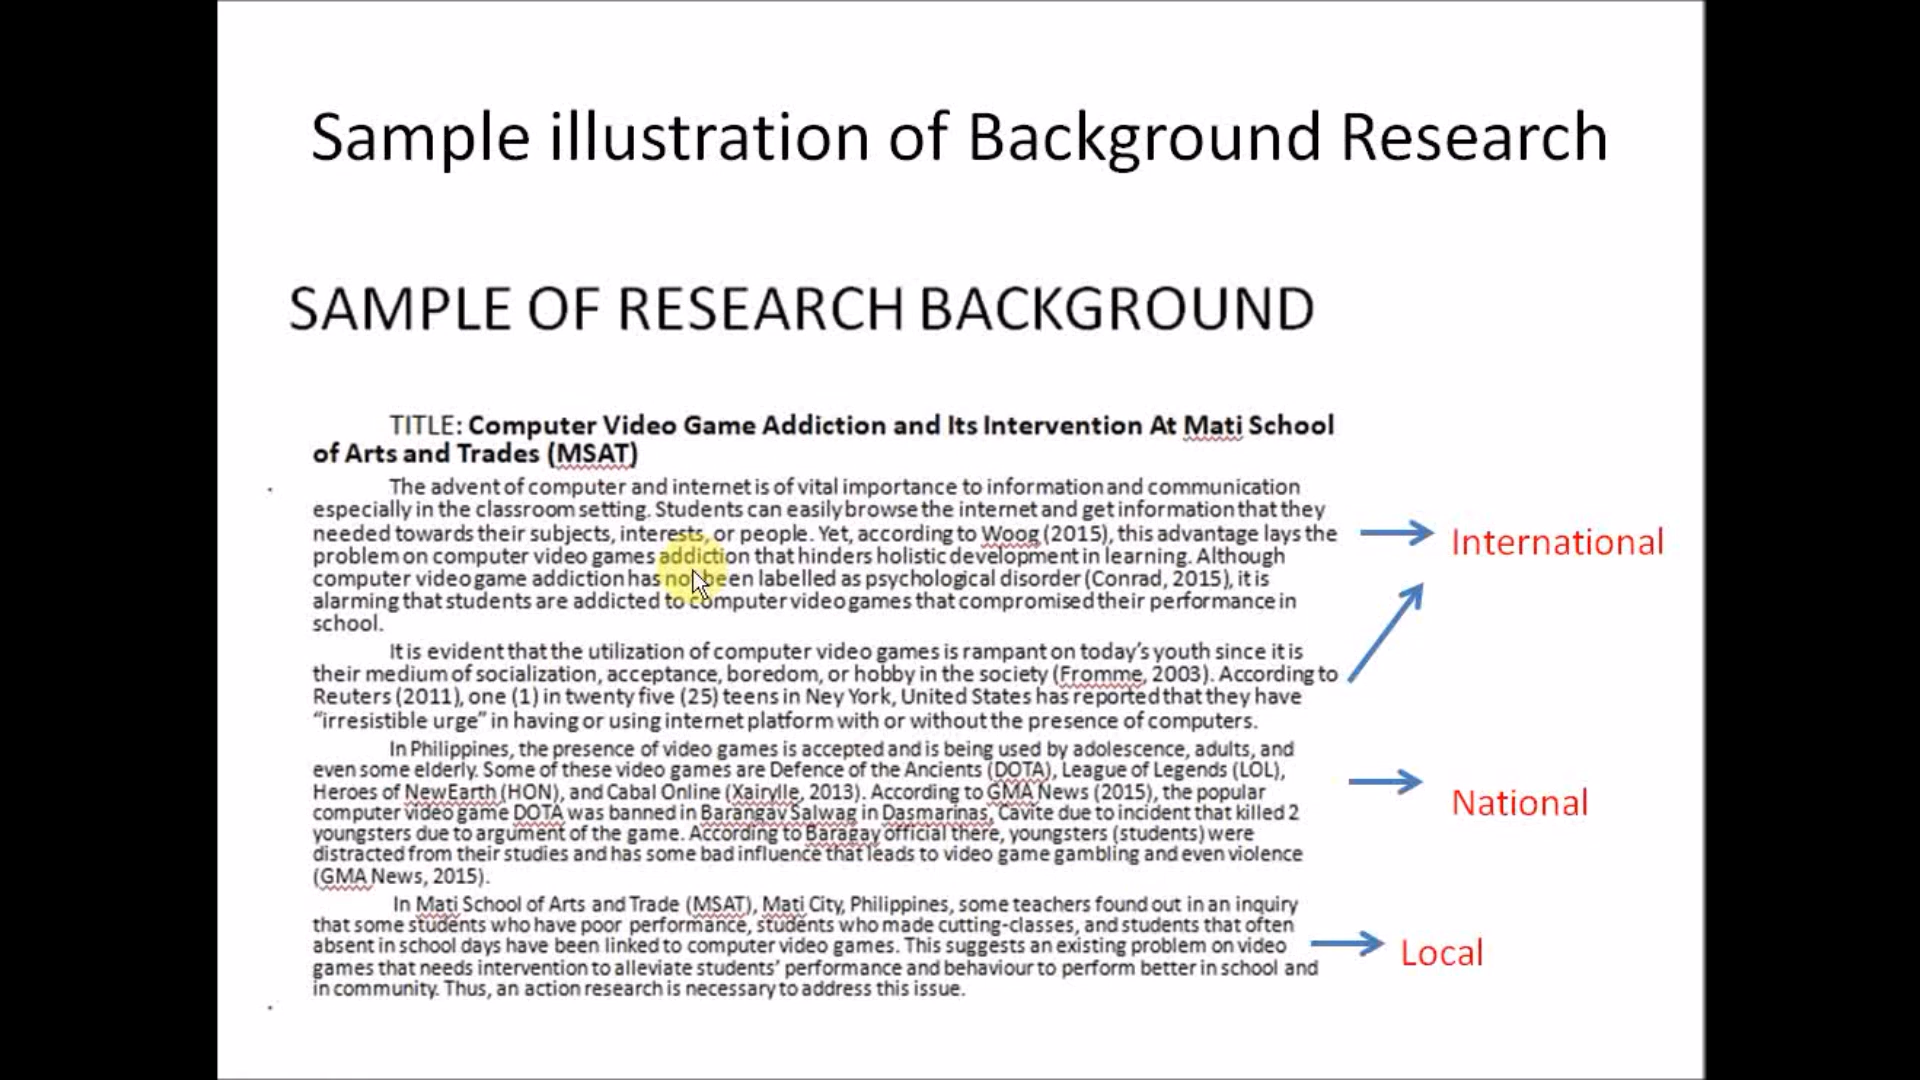 Sample illustration of Background Research
SAMPLE OF RESEARCH BACKGROUND
TITLE: Computer Video Game Addiction and Its Intervention At Mati School
of Arts and Trades (MSAT)
The advent of computer and internet is of vital importance to information and communication
especially in the classroom setting. Students can easily browse the internet and get information that they
needed towards their subjects, interests, or people. Yet, according to Woog (2015), this advantage lays the
International
problem on computer video games addiction that hinders holistic development in learning. Although
computer video game addiction has not been labelled as psychological disorder (Conrad, 2015), it is
alarming that students are addicted to computer video games that compromised their performance in
school.
It is evident that the utilization of computer video games is rampant on today's youth since it is
their medium of socialization, acceptance, boredom, or hobby in the society (Fromme, 2003). According to
Reuters (2011), one (1) in twenty five (25) teens in Ney York, United States has reported that they have
“irresistible urge” in having or using internet platform with or without the presence of computers.
In Philippines, the presence of video games is accepted and is being used by adolescence, adults, and
even some elderly. Some of these video games are Defence of the Ancients (DOTA), League of Legends (LOL),
Heroes of NewEarth (HON), and Cabal Online (Xairylle, 2013). According to GMA News (2015), the popular
National
computer video game DOTA was banned in Barangav Salwag in Dasmarinas, Cavite due to incident that killed 2
youngsters due to argument of the game. According to Baragay official there, youngsters (students) were
distracted from their studies and has some bad influence that leads to video game gambling and even violence
(GMA News, 2015).
In Mati School of Arts and Trade (MSAT), Mati City, Philippines, some teachers found out in an inquiry
that some students who have poor performance, students who made cutting-classes, and students that often
absent in school days have been linked to computer video games. This suggests an existing problem on video
Local
games that needs intervention to alleviate students' performance and behaviour to perform better in school and
in community. Thus, an action research is necessary to address this issue.